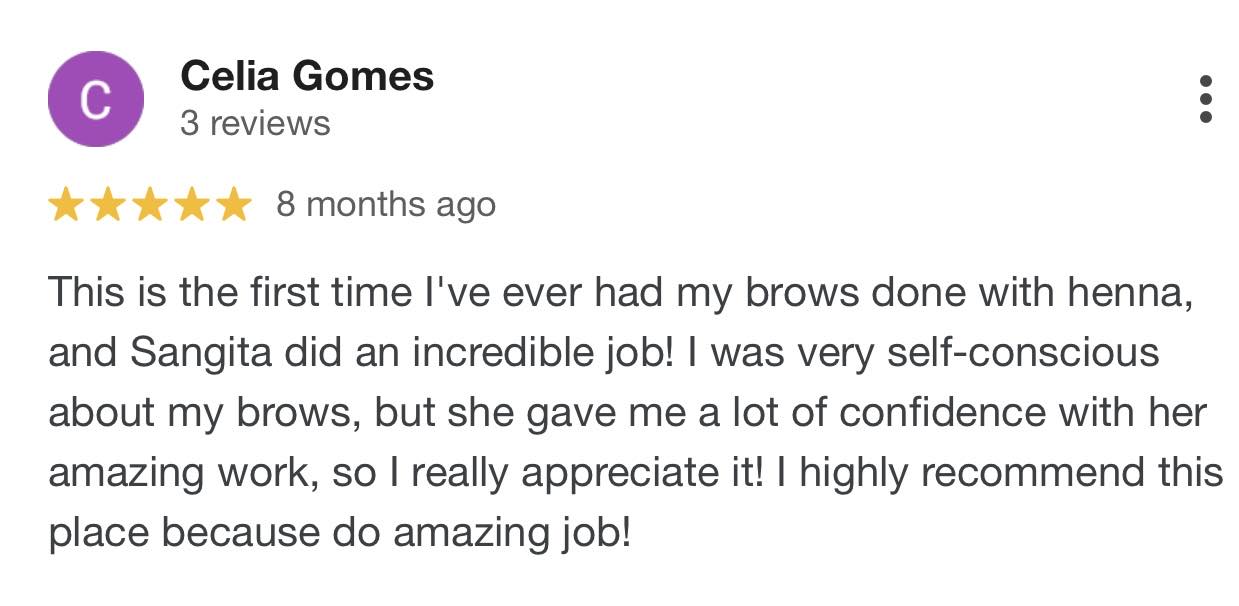 C
Celia Gomes
3 reviews
8 months ago
This is the first time I've ever had my brows done with henna,
and Sangita did an incredible job! I was very self-conscious
about my brows, but she gave me a lot of confidence with her
amazing work, so I really appreciate it! I highly recommend this
place because do amazing job!